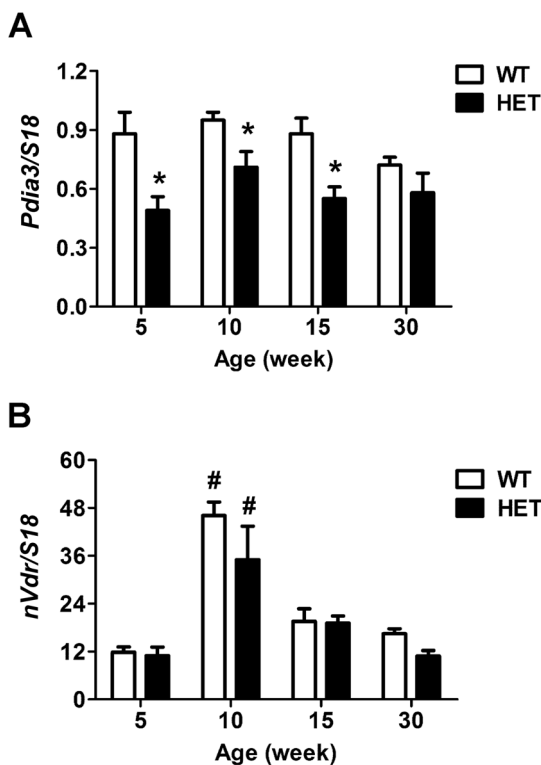 A
WT
HET
Pdia3/S18
1.2
0.9
0.6
0.3
0.0
* * *
5 10 15 30
Age (week)
B
WT
HET
nVdr/S18
60
48
36
24
12
0
# #
5 10 15 30
Age (week)